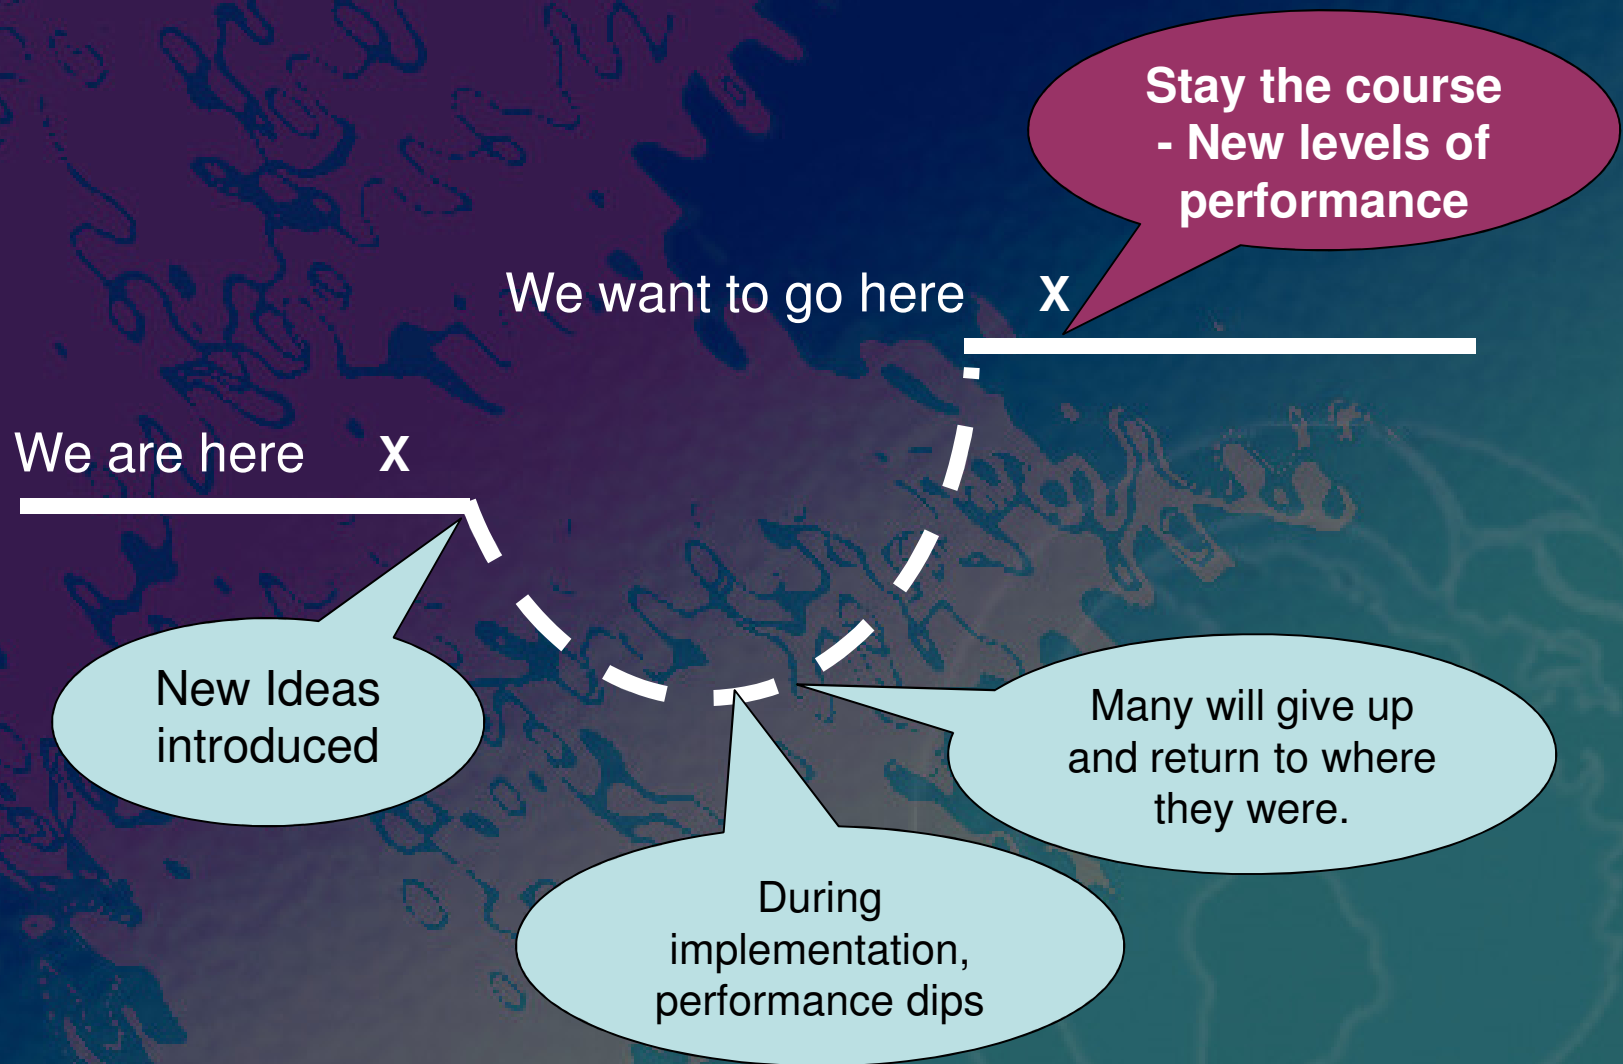 Stay the course
- New levels of
performance
We want to go here X
We are here X
New Ideas
introduced
Many will give up
and return to where
they were.
During
implementation,
performance dips